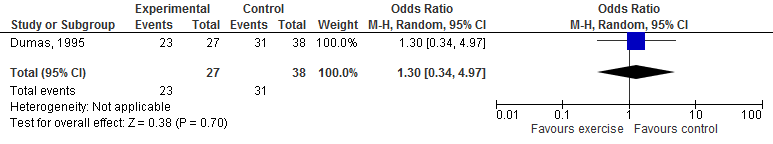 Experimental Control Odds Ratio Odds Ratio
Study or Subgroup Events Total Events Total Weight M-H, Random, 95% CI M-H, Random, 95% CI
Dumas, 1995 23 27 31 38 100.0% 1.30 [0.34, 4.97]
Total (95% CI) 27 38 100.0% 1.30 [0.34, 4.97]
Total events 23 31
Heterogeneity: Not applicable
Test for overall effect: Z = 0.38 (P = 0.70)
0.01 0.1 1 10 100
Favours exercise Favours control